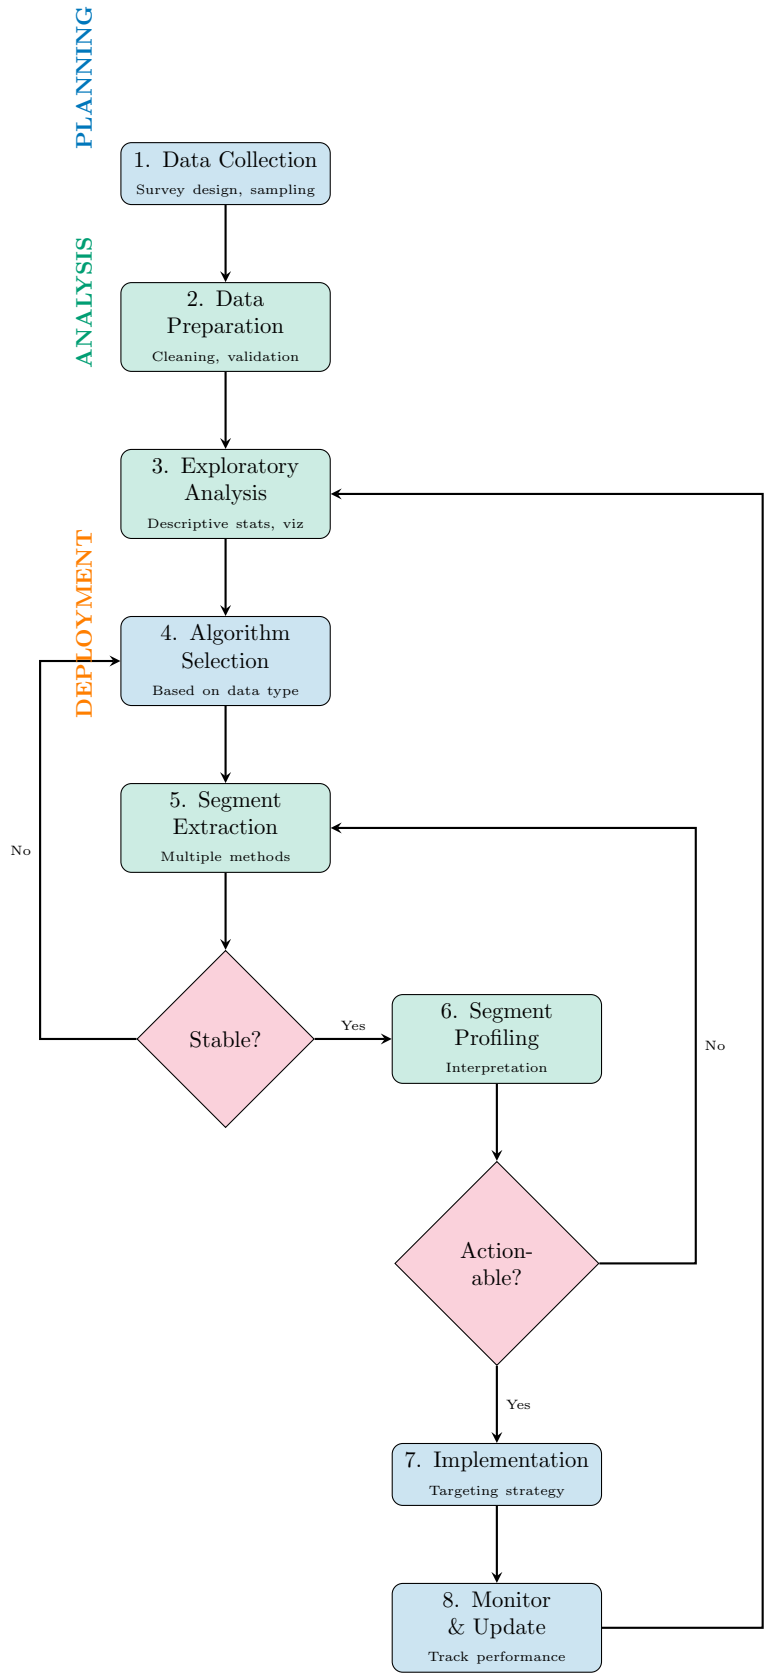 PLANNING
1. Data Collection
Survey design, sampling
ANALYSIS
2. Data
Preparation
Cleaning, validation
3. Exploratory
Analysis
Descriptive stats, viz
DEPLOYMENT
4. Algorithm
Selection
Based on data type
5. Segment
Extraction
Multiple methods
No
Stable?
Yes
6. Segment
Profiling
Interpretation
No
Action-
able?
Yes
7. Implementation
Targeting strategy
8. Monitor
& Update
Track performance